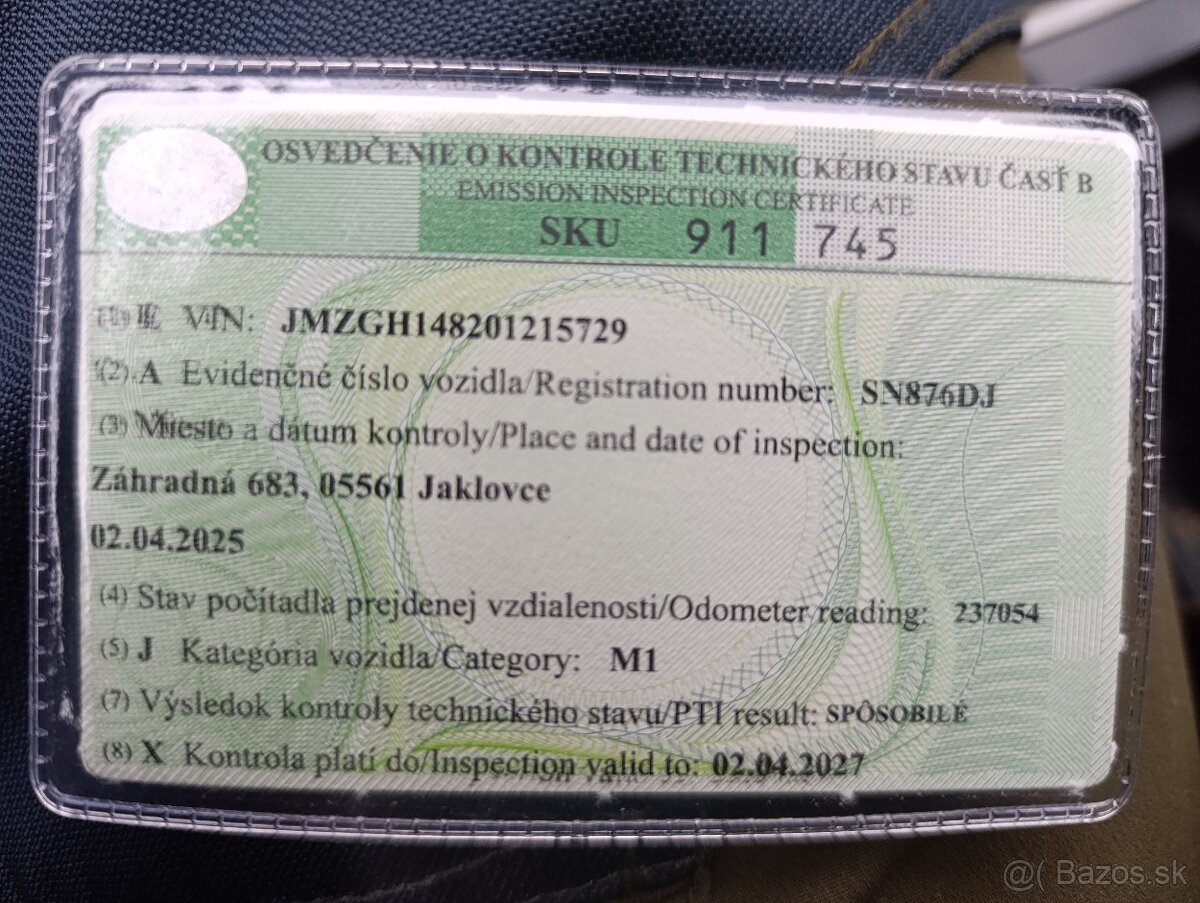 OSVEDČENIE O KONTROLE TECHNICKÉHO STAVU ČASŤ B
EMISSION INSPECTION CERTIFICATE
SKU 911 745
(1) E VIN: JMZGH148201215729
(2) A Evidenčné číslo vozidla/Registration number: SN876DJ
(3) Miesto a dátum kontroly/Place and date of inspection:
Záhradná 683, 05561 Jaklovce
02.04.2025
(4) Stav počítadla prejdenej vzdialenosti/Odometer reading: 237054
(5) J Kategória vozidla/Category: M1
(7) Výsledok kontroly technického stavu/PTI result: SPÔSOBILÉ
(8) X Kontrola platí do/Inspection valid to: 02.04.2027
@( Bazos.sk